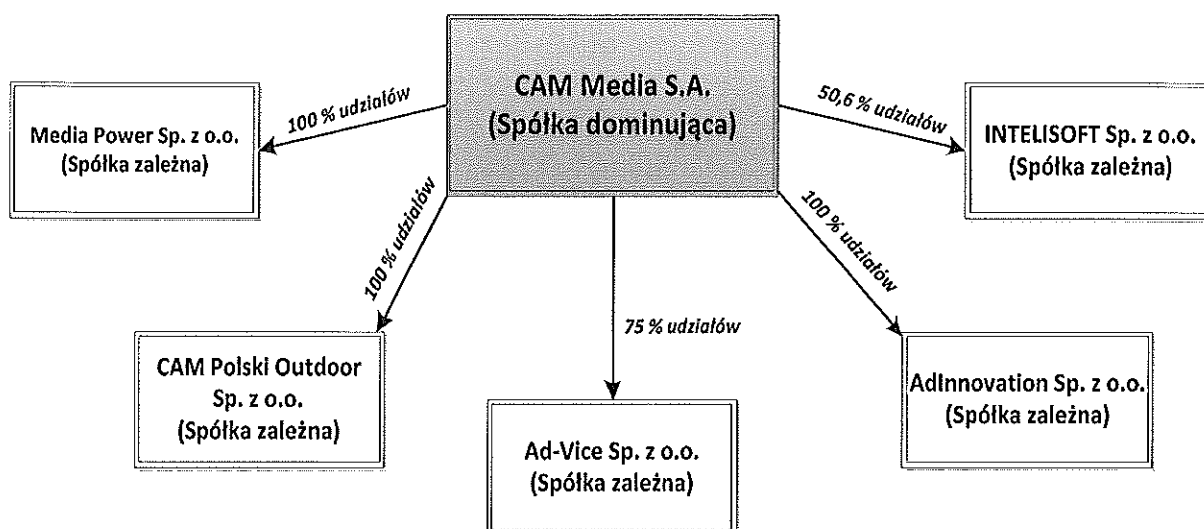 CAM Media S.A.
(Spółka dominująca)
100 % udziałów
50,6 % udziałów
Media Power Sp. z o.o.
(Spółka zależna)
INTELISOFT Sp. z o.o.
(Spółka zależna)
100 % udziałów
100 % udziałów
75 % udziałów
CAM Polski Outdoor
Sp. z o.o.
(Spółka zależna)
AdInnovation Sp. z o.o.
(Spółka zależna)
Ad-Vice Sp. z o.o.
(Spółka zależna)